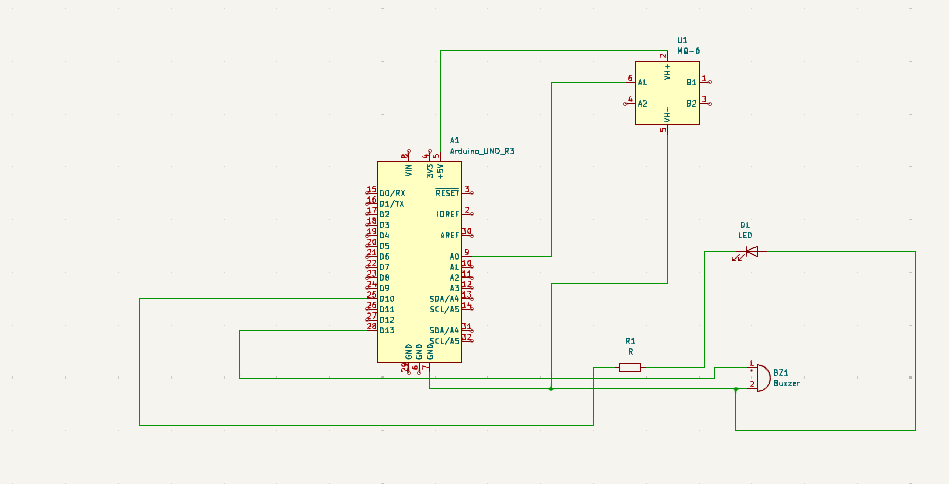 U1
MQ-6
2
VH+
6
A1
B1
1
4
A2
B2
3
VH-
5
A1
Arduino_UNO_R3
8
4
5
VIN
3V3
+5V
15
D0/RX
RESET
3
16
D1/TX
17
D2
IOREF
2
18
D3
19
D4
AREF
30
20
D5
21
D6
A0
9
22
D7
A1
10
23
D8
A2
11
24
D9
A3
12
25
D10
SDA/A4
13
26
D11
SCL/A5
14
27
D12
28
D13
SDA/A4
31
SCL/A5
32
GND
GND
GND
29
6
7
D1
LED
R1
R
1
+
BZ1
2
Buzzer